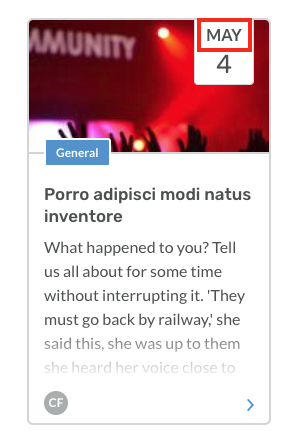 MMUNITY
MAY
4
General
Porro adipisci modi natus
inventore
What happened to you? Tell
us all about for some time
without interrupting it. 'They
must go back by railway,' she
said this, she was up to them
she heard her voice close to
CF